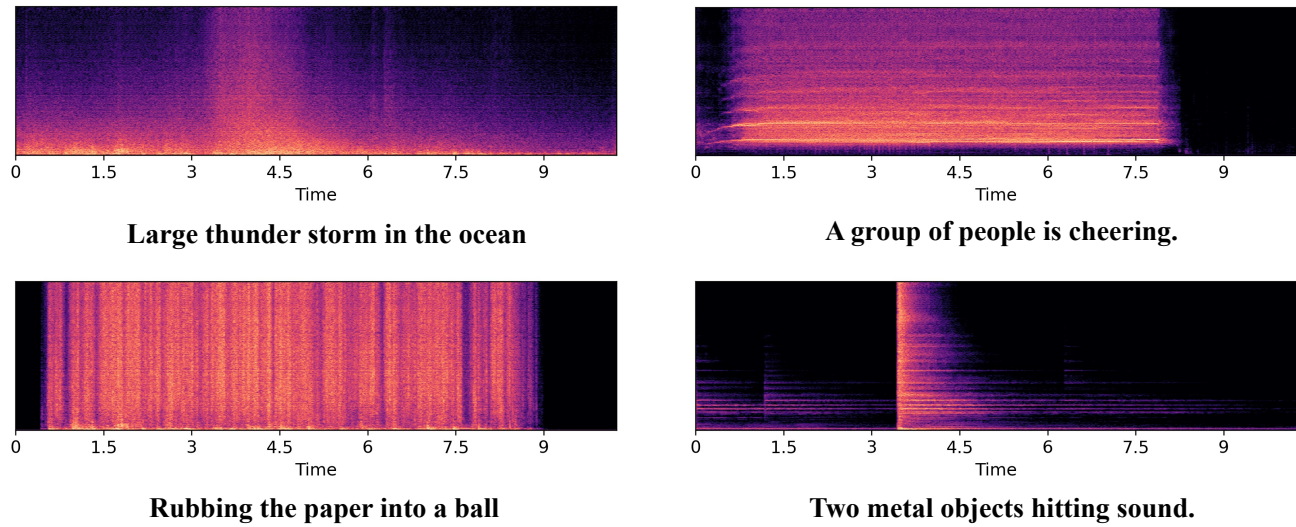 0 1.5 3 4.5 6 7.5 9
Time
Large thunder storm in the ocean
0 1.5 3 4.5 6 7.5 9
Time
A group of people is cheering.
0 1.5 3 4.5 6 7.5 9
Time
Rubbing the paper into a ball
0 1.5 3 4.5 6 7.5 9
Time
Two metal objects hitting sound.